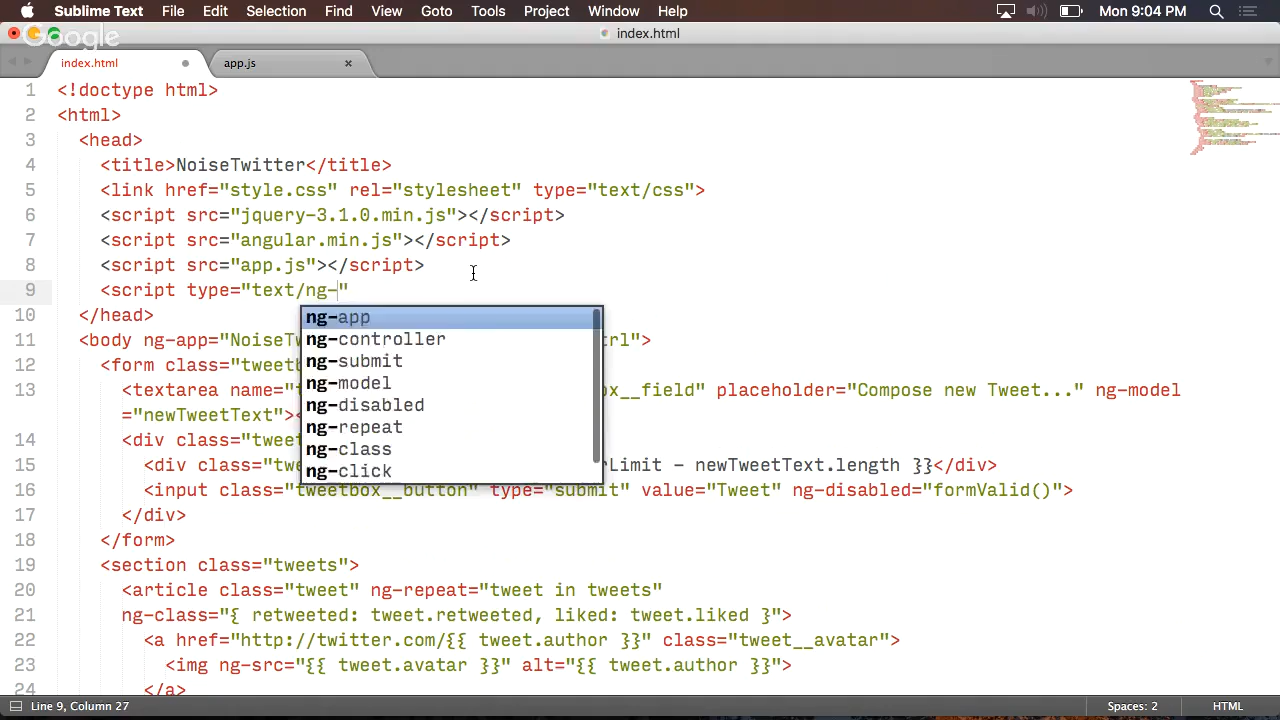 Sublime Text File Edit Selection Find View Goto Tools Project Window Help Mon 9:04 PM
Google
index.html
index.html app.js
1 <!doctype html>
2 <html>
3 <head>
4 <title>NoiseTwitter</title>
5 <link href="style.css" rel="stylesheet" type="text/css">
6 <script src="jquery-3.1.0.min.js"></script>
7 <script src="angular.min.js"></script>
8 <script src="app.js"></script>
9 <script type="text/ng-"
10 </head>
ng-app
11 <body ng-app="Noise rl">
ng-controller
12 <form class="tweetb
ng-submit
13 <textarea name=" x__field" placeholder="Compose new Tweet..." ng-model
ng-model
ng-disabled
="newTweetText">
ng-repeat
14 <div class="twee
ng-class
15 <div class="twe rLimit - newTweetText.length }}</div>
ng-click
16 <input class="tweetbox__button" type="submit" value="Tweet" ng-disabled="formValid()">
17 </div>
18 </form>
19 <section class="tweets">
20 <article class="tweet" ng-repeat="tweet in tweets"
21 ng-class="{ retweeted: tweet.retweeted, liked: tweet.liked }">
22 <a href="http://twitter.com/{{ tweet.author }}" class="tweet__avatar">
23 <img ng-src="{{ tweet.avatar }}" alt="{{ tweet.author }}">
24 </a>
Line 9, Column 27 Spaces: 2 HTML